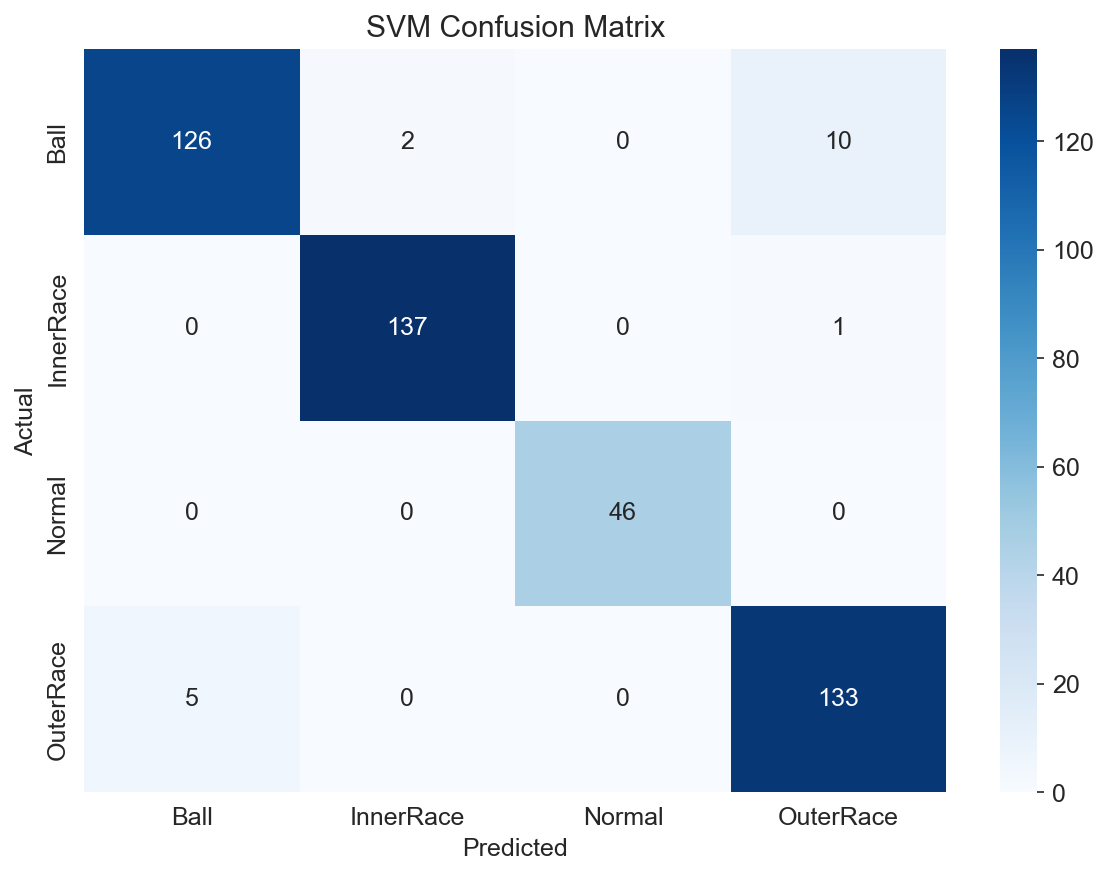 SVM Confusion Matrix
Actual
Ball
126 2 0 10
InnerRace
0 137 0 1
Normal
0 0 46 0
OuterRace
5 0 0 133
Ball InnerRace Normal OuterRace
Predicted
120
100
80
60
40
20
0